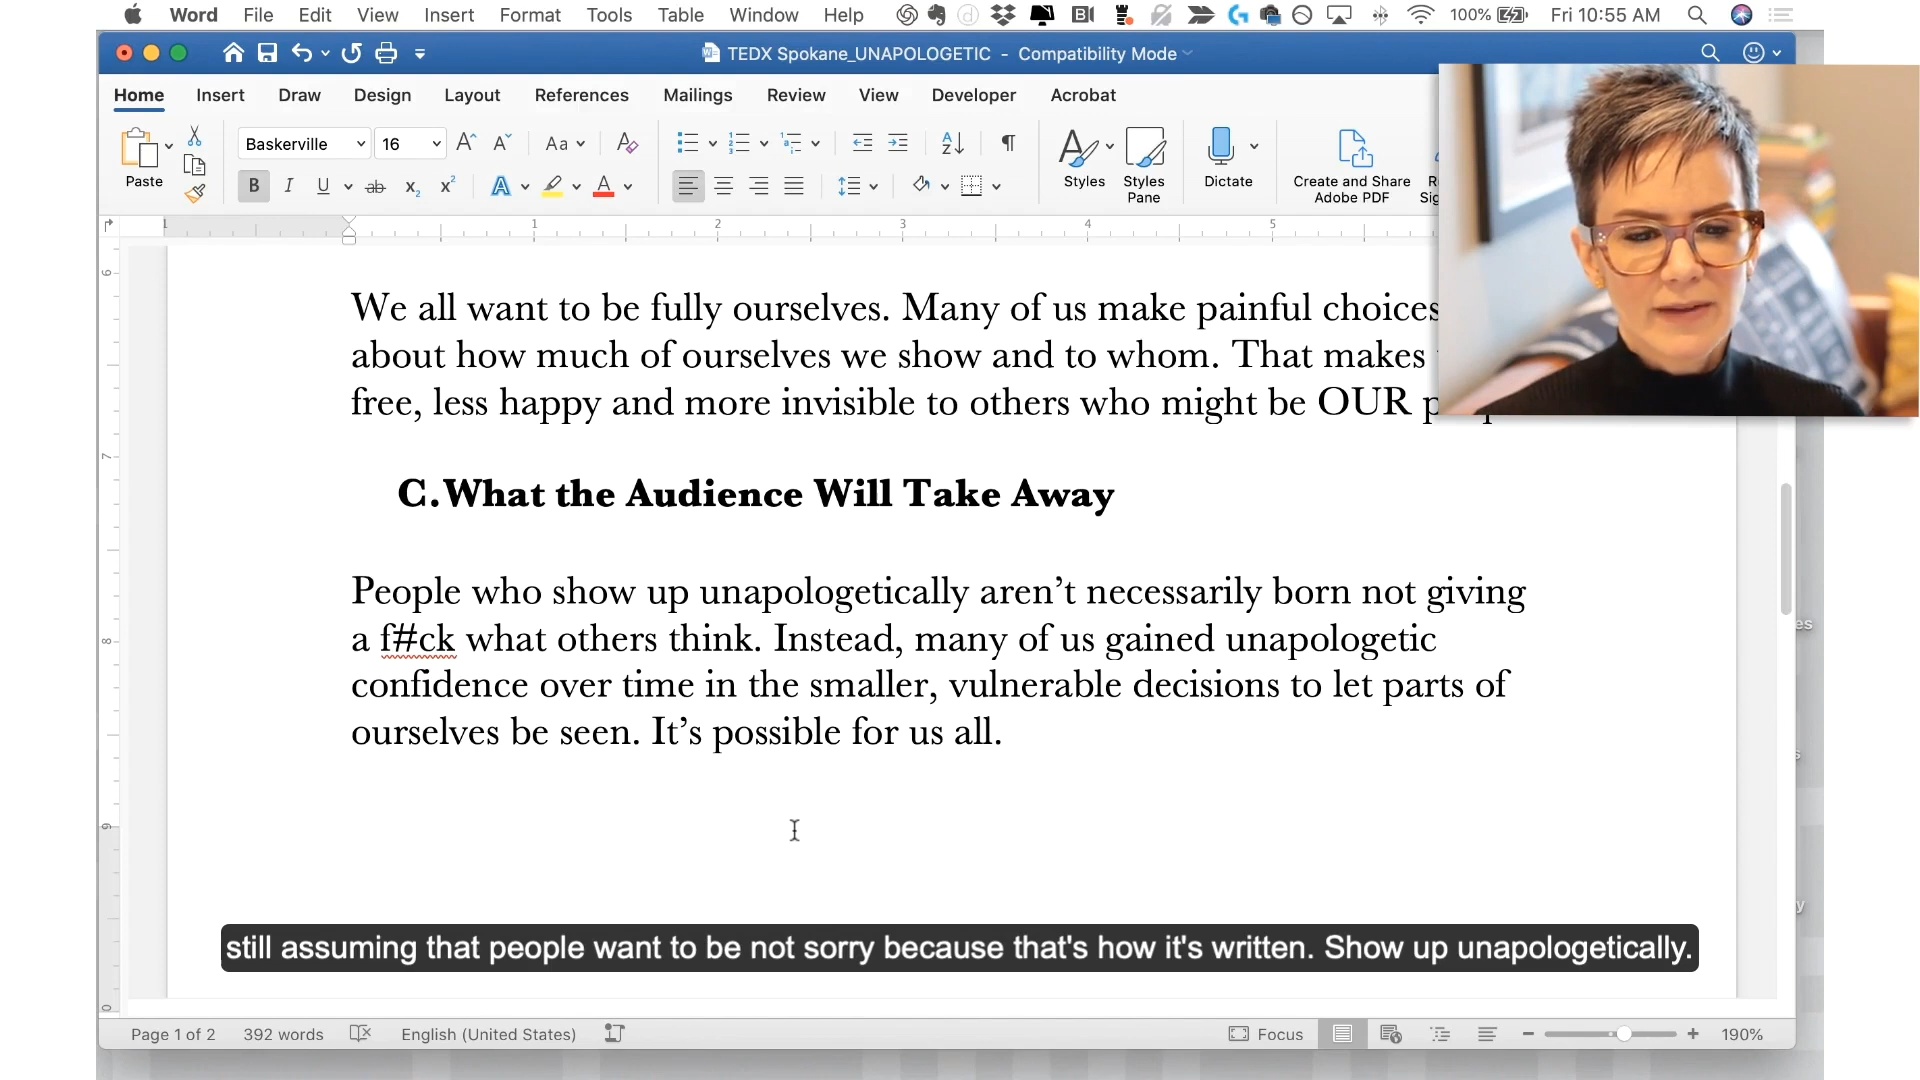 Word File Edit View Insert Format Tools Table Window Help 100% Fri 10:55 AM
TEDX Spokane_UNAPOLOGETIC - Compatibility Mode
Home Insert Draw Design Layout References Mailings Review View Developer Acrobat
Paste
Baskerville 16
Styles
Styles Pane
Dictate
Create and Share Adobe PDF
1 1 2 3 4 5
We all want to be fully ourselves. Many of us make painful choices
about how much of ourselves we show and to whom. That makes
free, less happy and more invisible to others who might be OUR
C. What the Audience Will Take Away
People who show up unapologetically aren’t necessarily born not giving
a f#ck what others think. Instead, many of us gained unapologetic
confidence over time in the smaller, vulnerable decisions to let parts of
ourselves be seen. It’s possible for us all.
still assuming that people want to be not sorry because that's how it's written. Show up unapologetically.
Page 1 of 2 392 words English (United States) Focus 190%